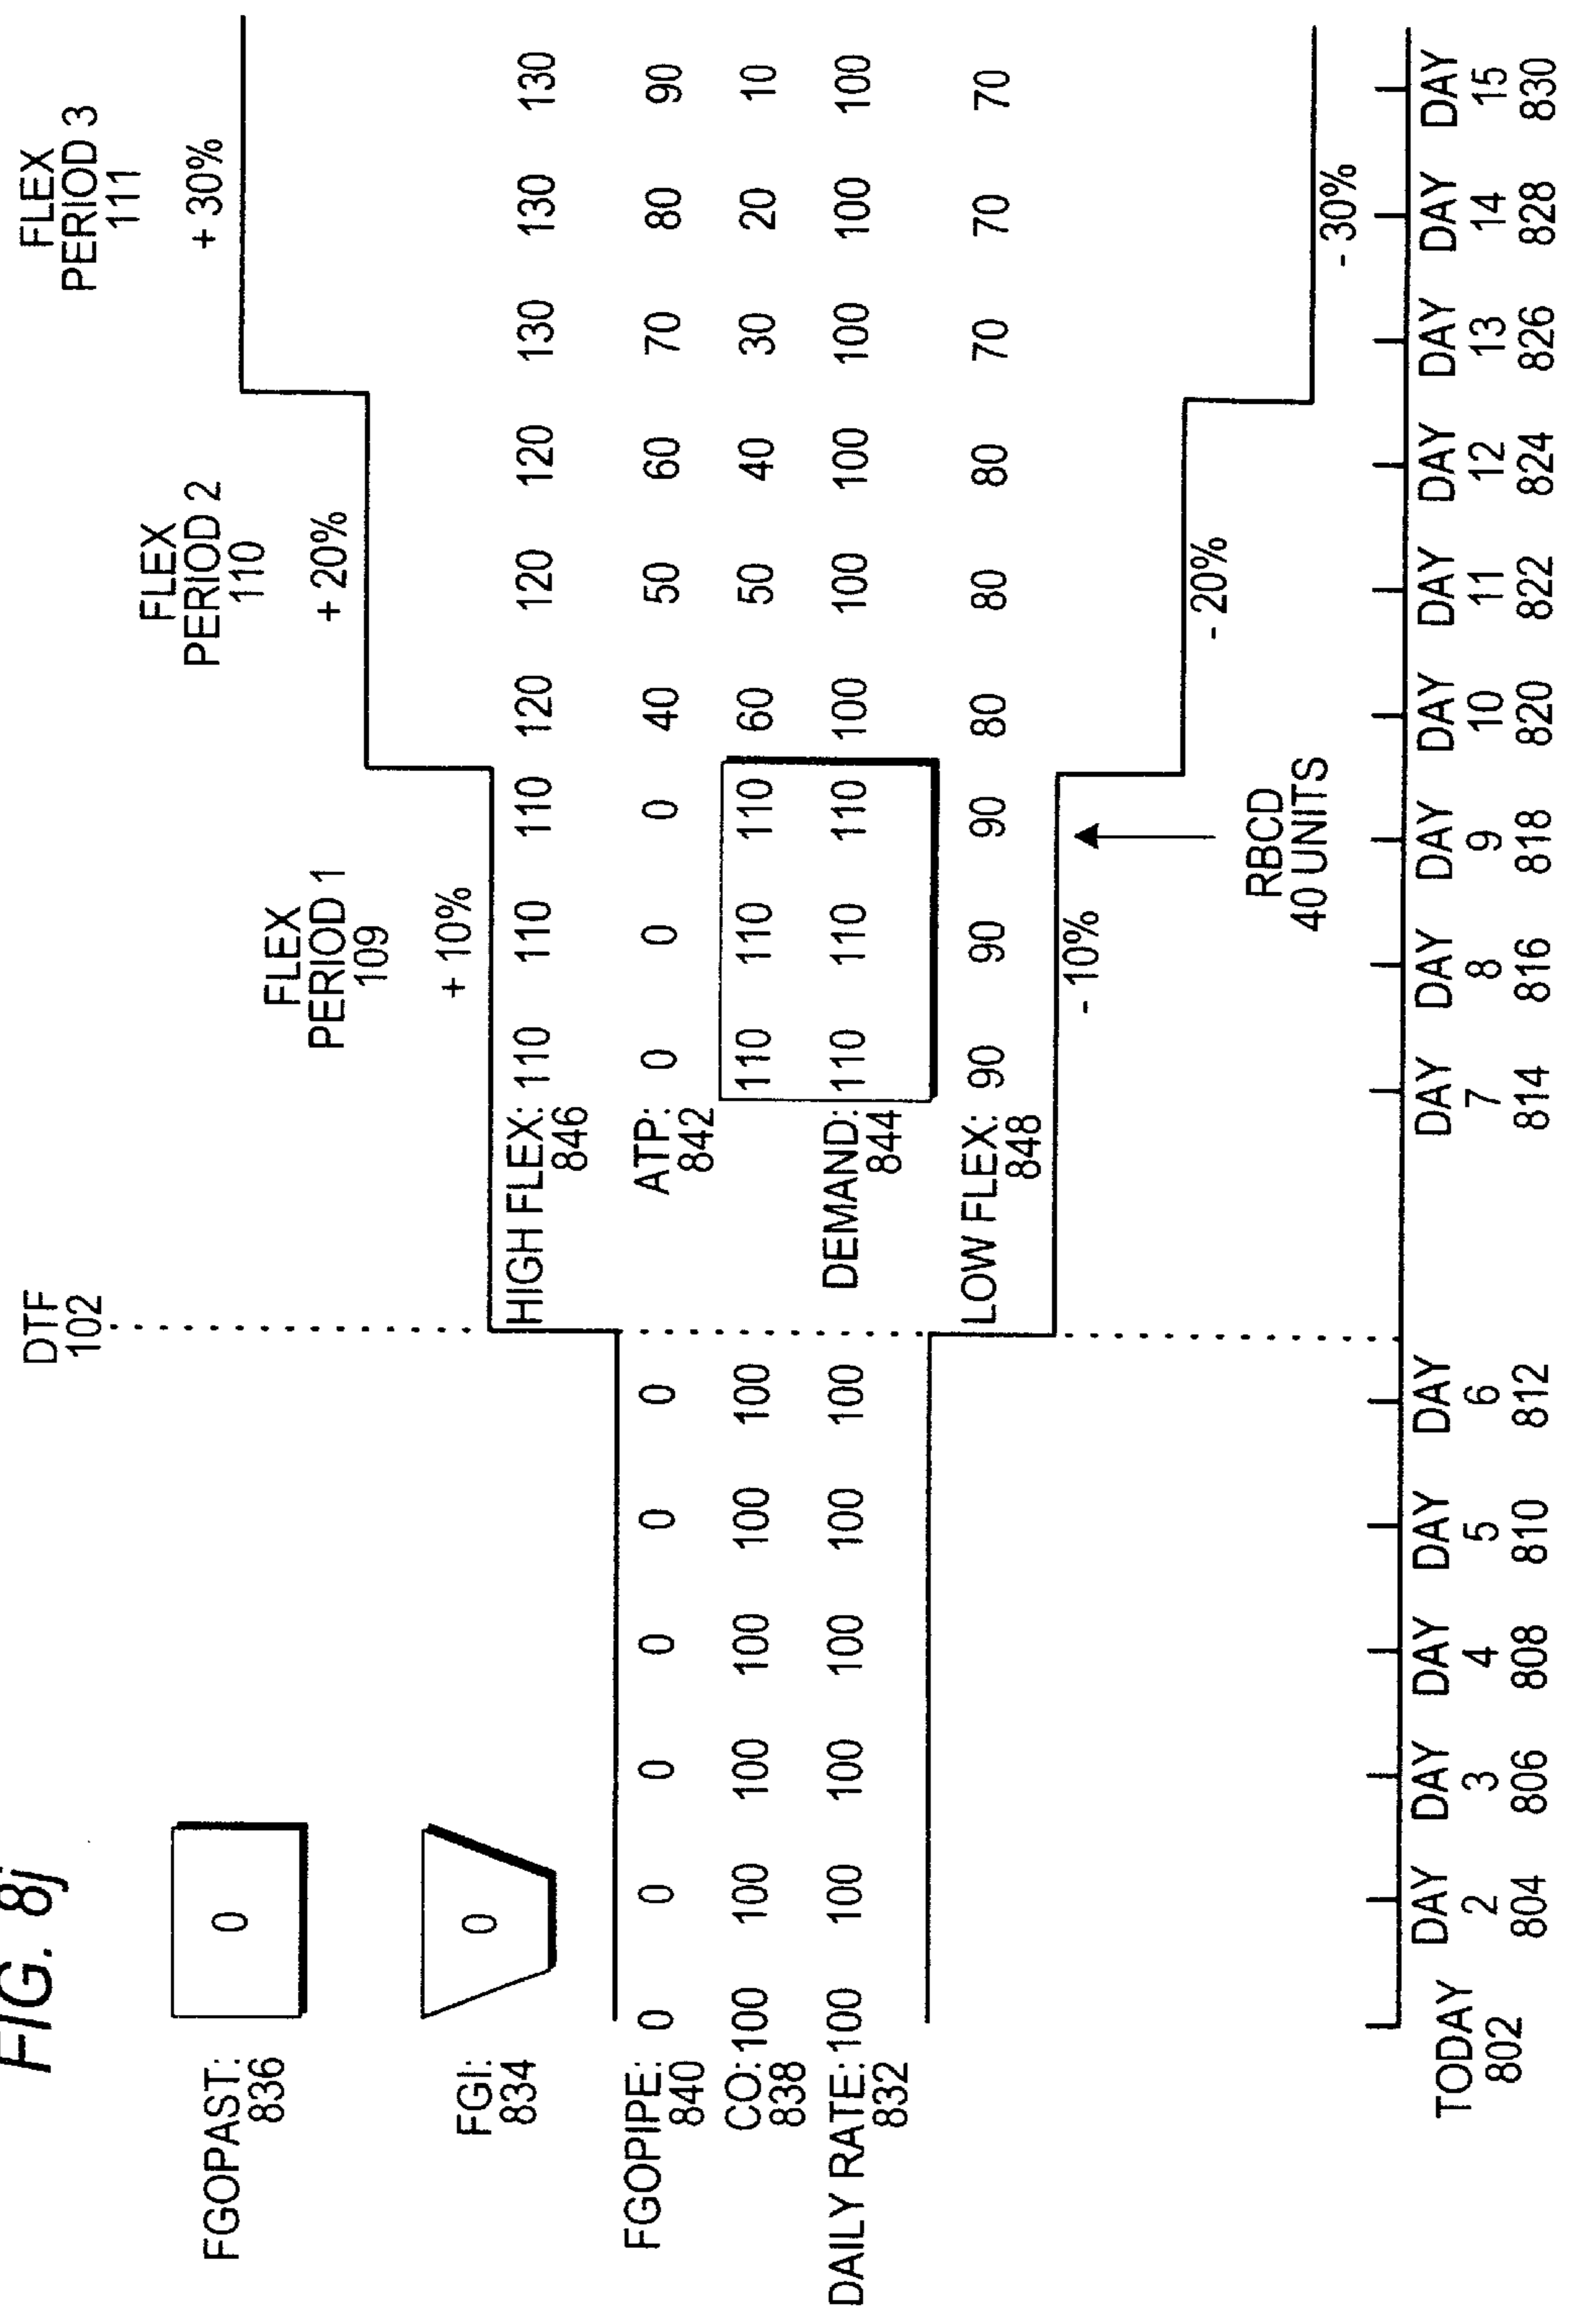 FIG. 8j
DTF
102
FLEX
PERIOD 3
111
+ 30%
FLEX
PERIOD 2
110
+ 20%
FLEX
PERIOD 1
109
+ 10%
FGOPAST:
836
0
FGI:
834
0
HIGH FLEX: 110 110 110 120 120 120 130 130 130
846
FGOPIPE: 0 0 0 0 0 0
840
ATP: 0 0 0 40 50 60 70 80 90
842
CO: 100 100 100 100 100 100 110 110 110 60 50 40 30 20 10
838
DAILY RATE: 100 100 100 100 100 100
832
DEMAND: 110 110 110 100 100 100 100 100 100
844
LOW FLEX: 90 90 90 80 80 80 70 70 70
848
- 10%
- 20%
- 30%
RBCD
40 UNITS
TODAY DAY DAY DAY DAY DAY DAY DAY DAY DAY DAY DAY DAY DAY DAY
2 3 4 5 6 7 8 9 10 11 12 13 14 15
802 804 806 808 810 812 814 816 818 820 822 824 826 828 830